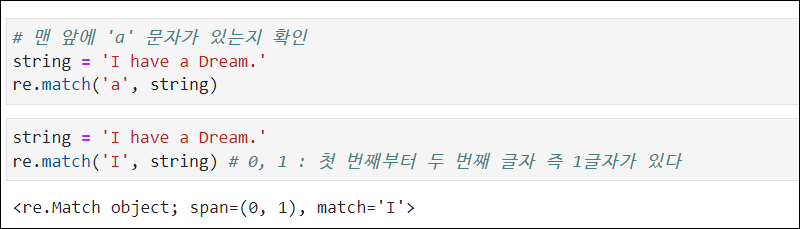 # 맨 앞에 'a' 문자가 있는지 확인
string = 'I have a Dream.'
re.match('a', string)
string = 'I have a Dream.'
re.match('I', string) # 0, 1 : 첫 번째부터 두 번째 글자 즉 1글자가 있다
<re.Match object; span=(0, 1), match='I'>